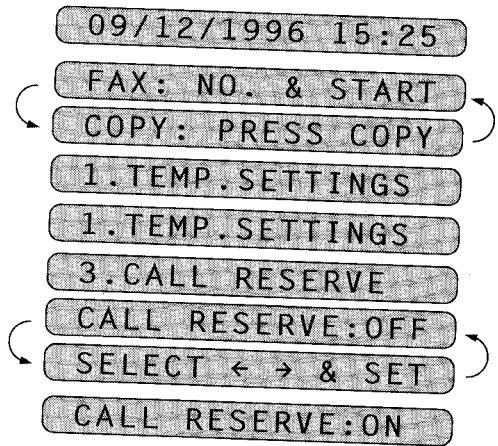 09/12/1996 15:25
FAX: NO. & START
COPY: PRESS COPY
1.TEMP.SETTINGS
1.TEMP.SETTINGS
3.CALL RESERVE
CALL RESERVE:OFF
SELECT ← → & SET
CALL RESERVE:ON